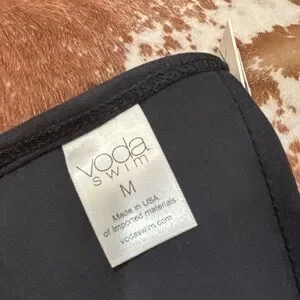 voda
swim
M
Made in USA
of imported materials
vodaswim.com